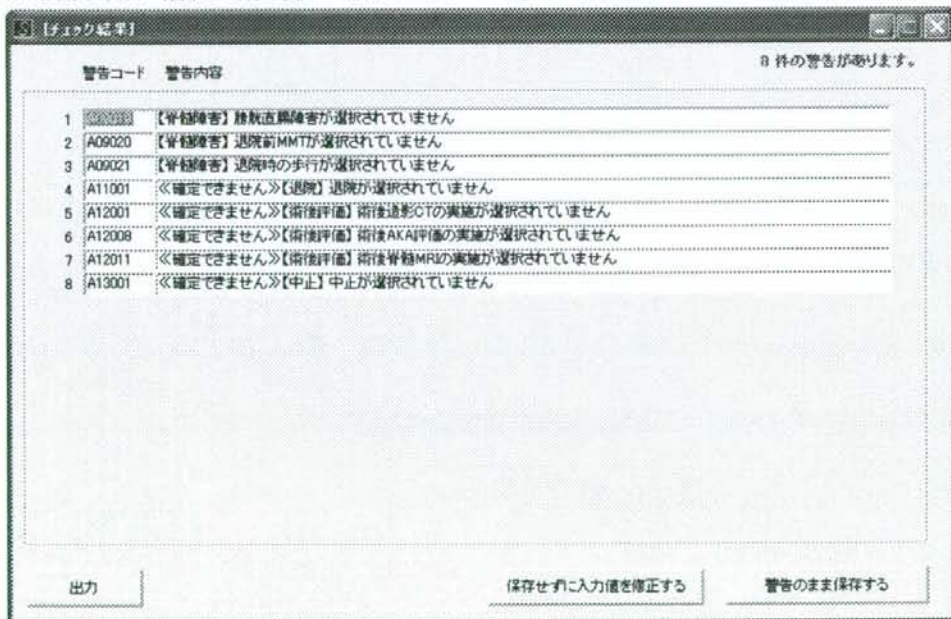 【チェック結果】
8 件の警告があります。
警告コード 警告内容
1 【脊髄障害】膀胱直腸障害が選択されていません
2 A09020 【脊髄障害】退院前MMTが選択されていません
3 A09021 【脊髄障害】退院時の歩行が選択されていません
4 A11001 ≪確定できません≫【退院】退院が選択されていません
5 A12001 ≪確定できません≫【術後評価】術後造影CTの実施が選択されていません
6 A12008 ≪確定できません≫【術後評価】術後AKA評価の実施が選択されていません
7 A12011 ≪確定できません≫【術後評価】術後脊髄MRIの実施が選択されていません
8 A13001 ≪確定できません≫【中止】中止が選択されていません
出力 保存せずに入力値を修正する 警告のまま保存する